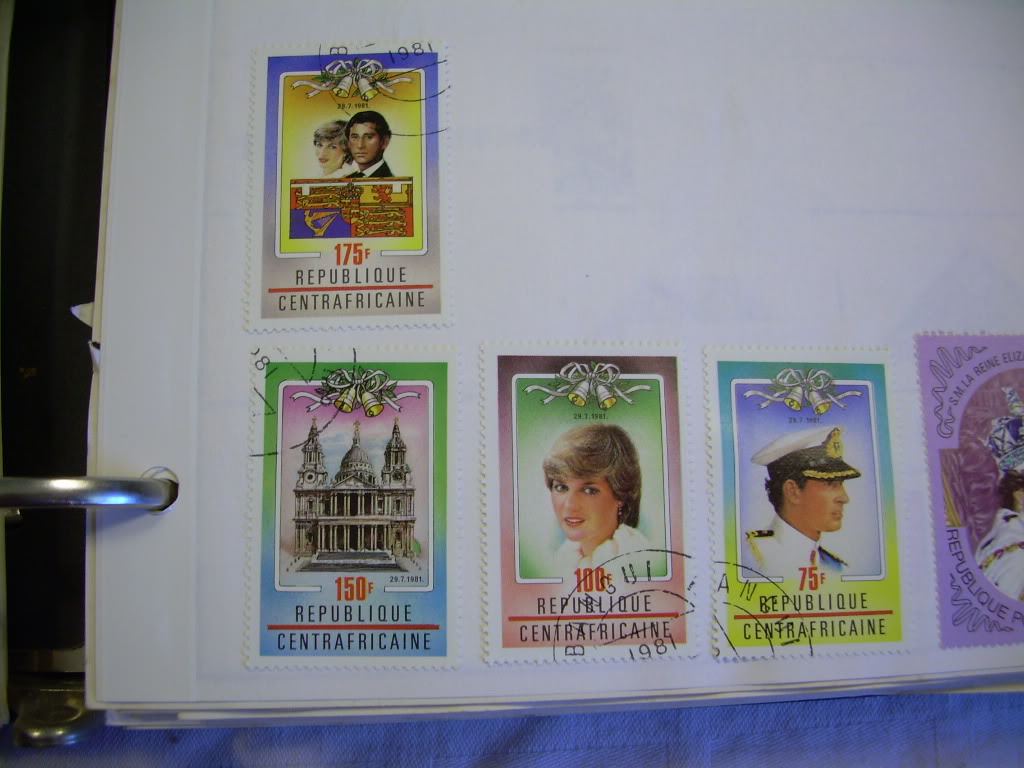 1981
29.7.1981.
175F
REPUBLIQUE
CENTRAFRICAINE
29.7.1981.
150F
REPUBLIQUE
CENTRAFRICAINE
29.7.1981.
100F
REPUBLIQUE
CENTRAFRICAINE
1981
29.7.1981.
75F
REPUBLIQUE
CENTRAFRICAINE
S.M. LA REINE
REPUBLIQUE